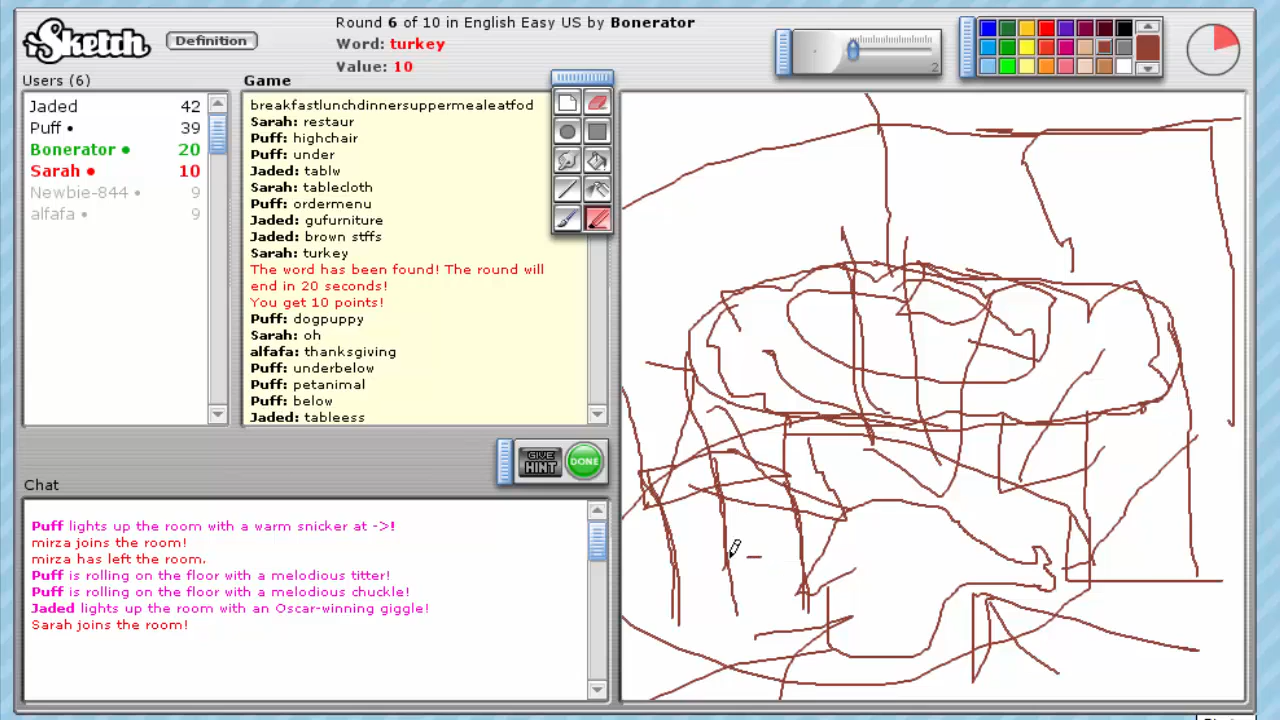 iSketch
Definition
Round 6 of 10 in English Easy US by Bonerator
Word: turkey
Value: 10
2
Users (6)
Jaded 42
Puff • 39
Bonerator • 20
Sarah • 10
Newbie-844 • 9
alfafa • 9
Game
breakfastlunchdinnersuppermealeatfod
Sarah: restaur
Puff: highchair
Puff: under
Jaded: tablw
Sarah: tablecloth
Puff: ordermenu
Jaded: gufurniture
Jaded: brown stffs
Sarah: turkey
The word has been found! The round will
end in 20 seconds!
You get 10 points!
Puff: dogpuppy
Sarah: oh
alfafa: thanksgiving
Puff: underbelow
Puff: petanimal
Puff: below
Jaded: tableess
GIVE
HINT
DONE
Chat
Puff lights up the room with a warm snicker at ->!
mirza joins the room!
mirza has left the room.
Puff is rolling on the floor with a melodious titter!
Puff is rolling on the floor with a melodious chuckle!
Jaded lights up the room with an Oscar-winning giggle!
Sarah joins the room!